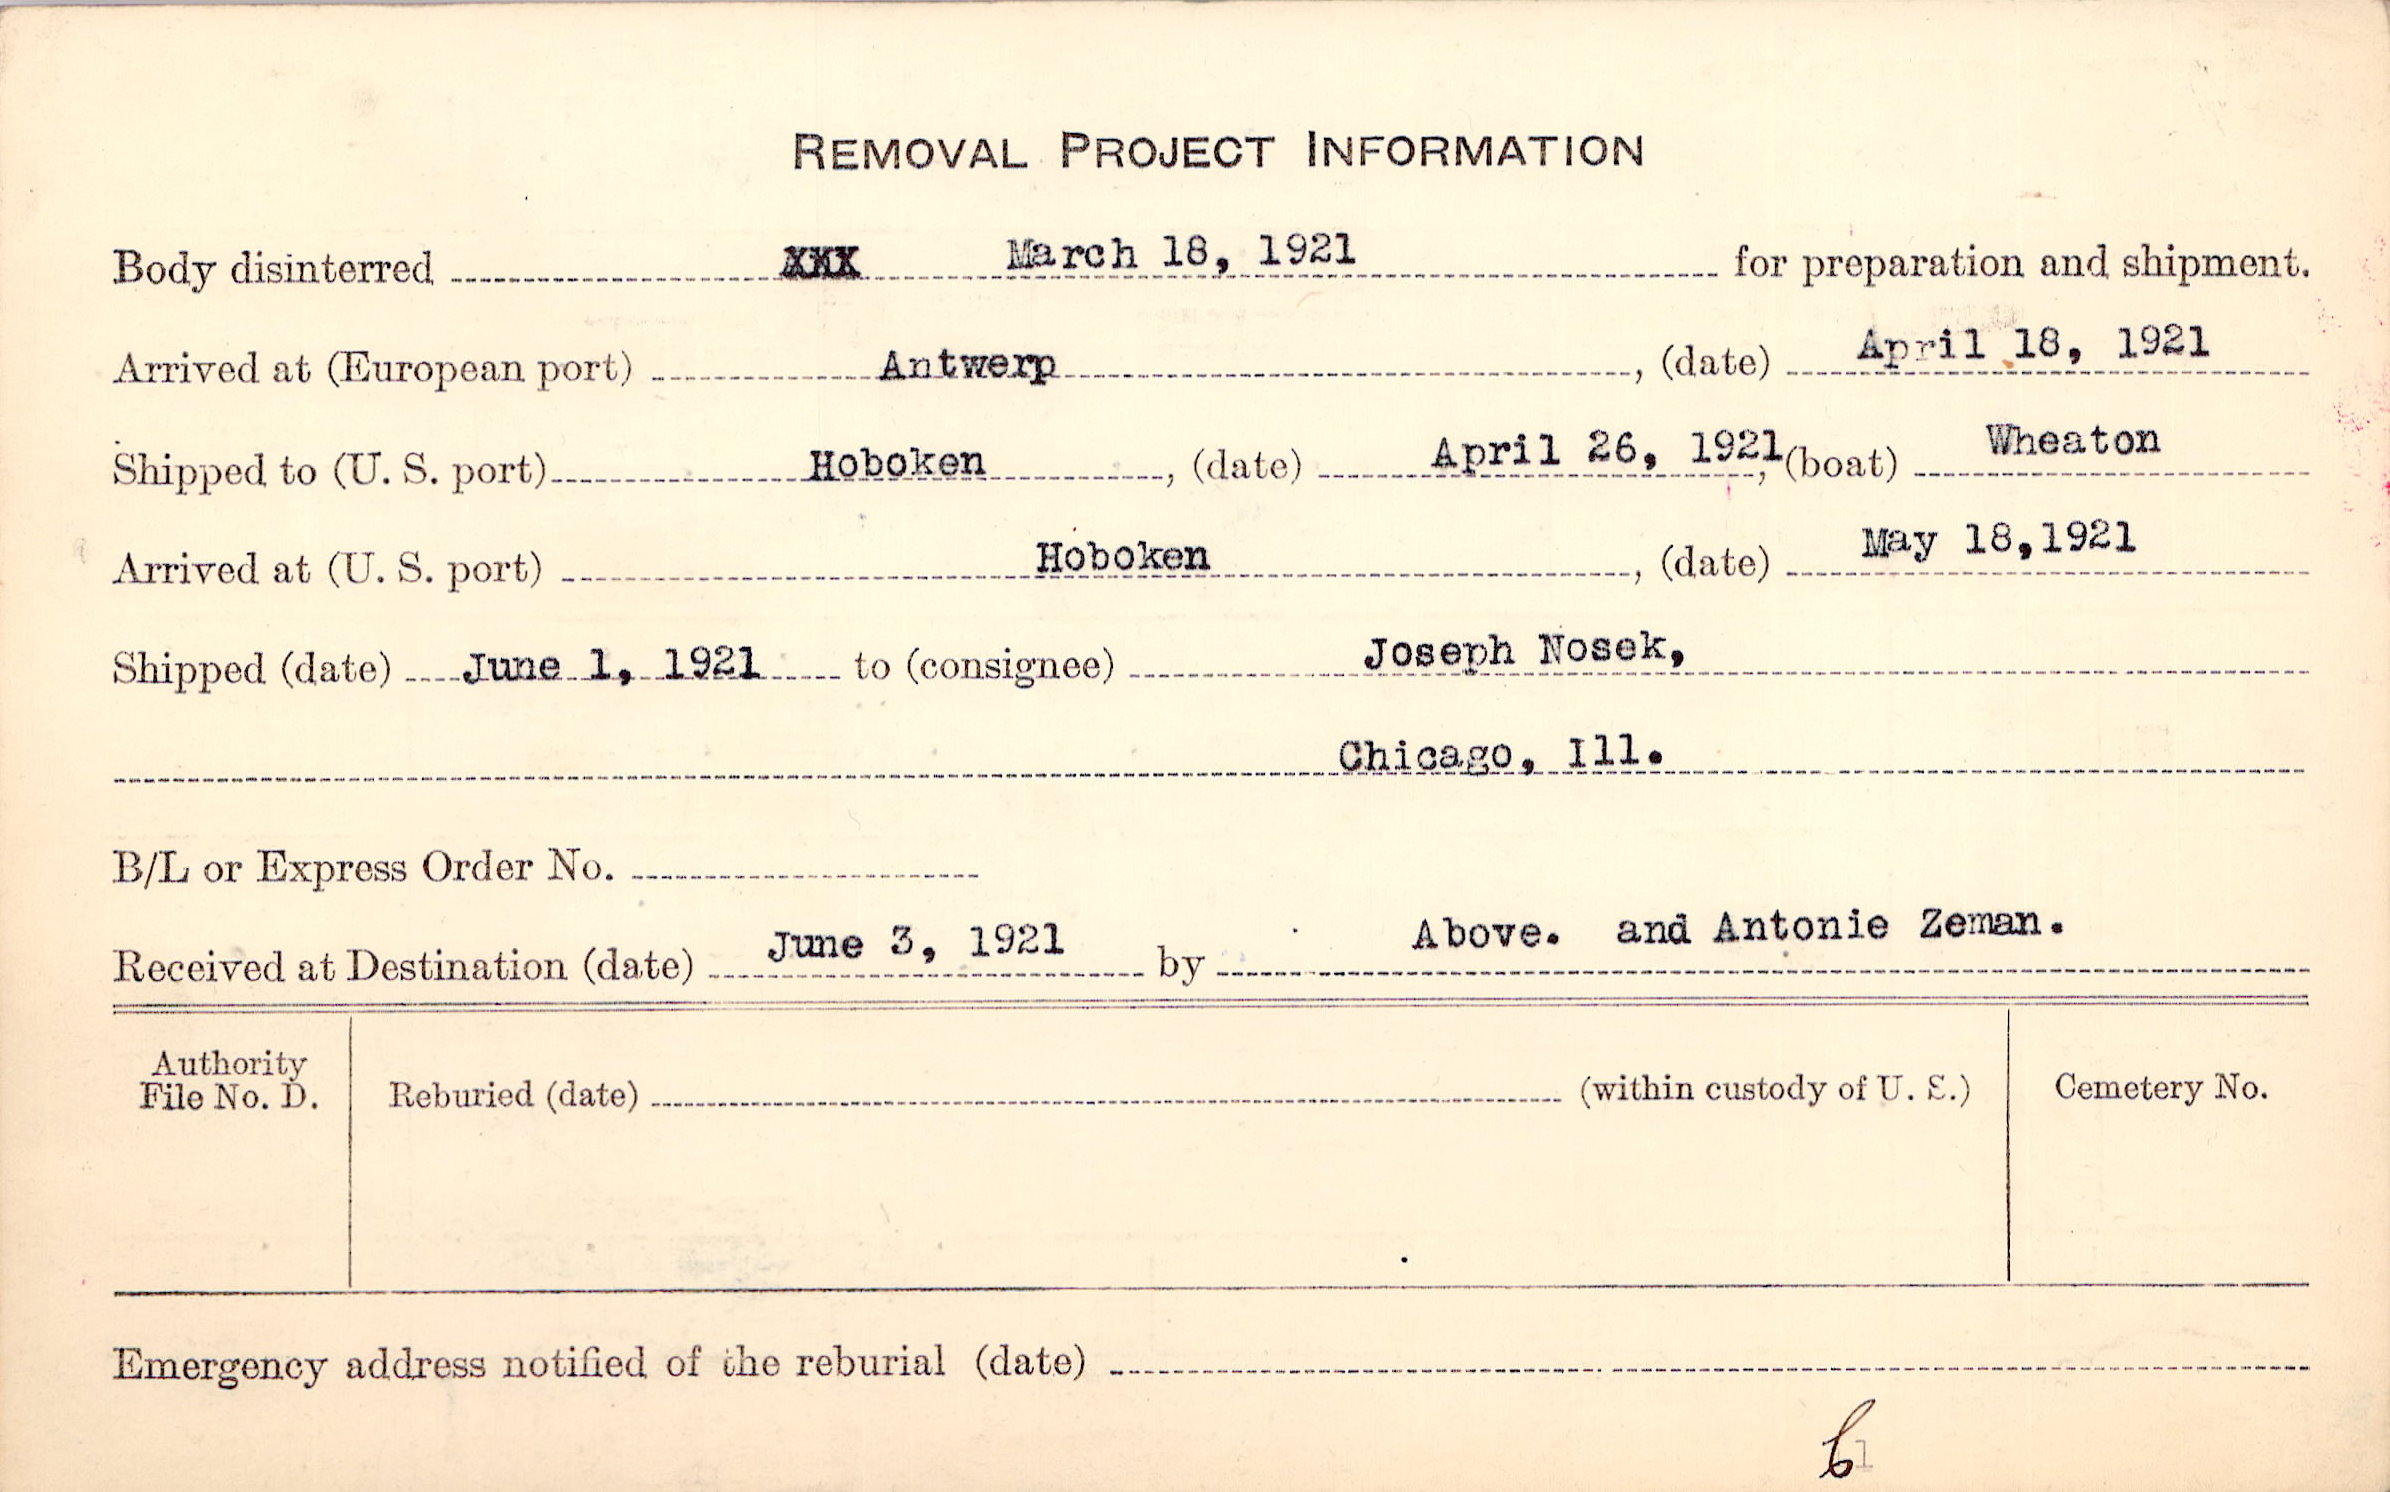 REMOVAL PROJECT INFORMATION
Body disinterred XXX March 18, 1921 for preparation and shipment.
Arrived at (European port) Antwerp, (date) April 18, 1921
Shipped to (U. S. port) Hoboken, (date) April 26, 1921, (boat) Wheaton
Arrived at (U. S. port) Hoboken, (date) May 18,1921
Shipped (date) June 1, 1921 to (consignee) Joseph Nosek,
Chicago, Ill.
B/L or Express Order No.
Received at Destination (date) June 3, 1921 by Above. and Antonie Zeman.
Authority
File No. D. Reburied (date) (within custody of U. S.) Cemetery No.
Emergency address notified of the reburial (date)